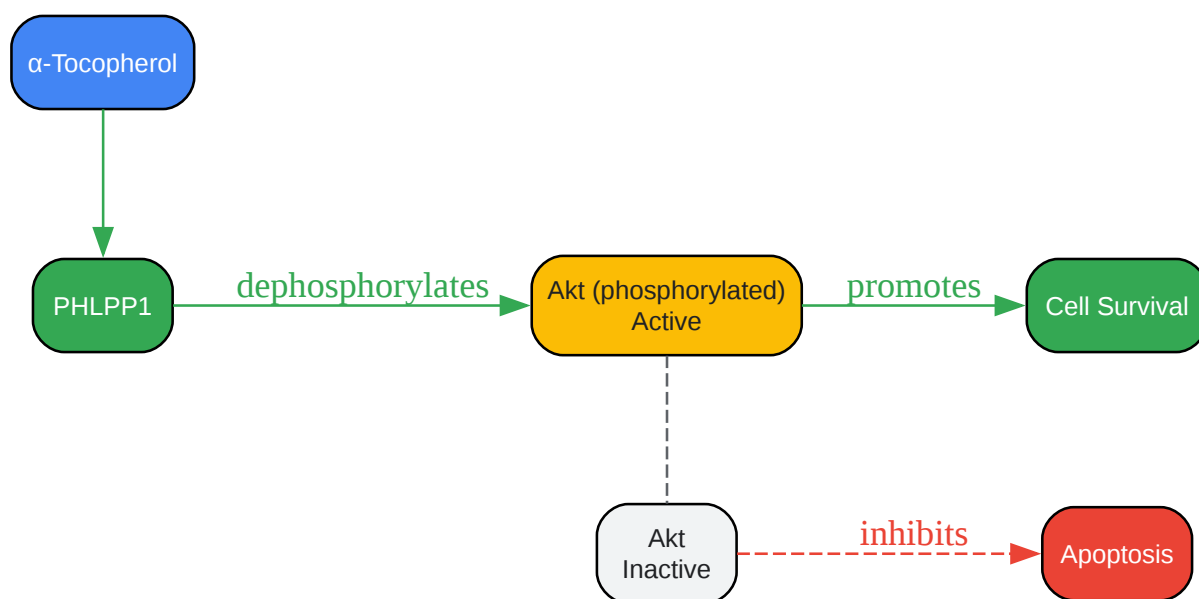 α-Tocopherol
PHLPP1
dephosphorylates
Akt (phosphorylated)
Active
promotes
Cell Survival
Akt
Inactive
inhibits
Apoptosis